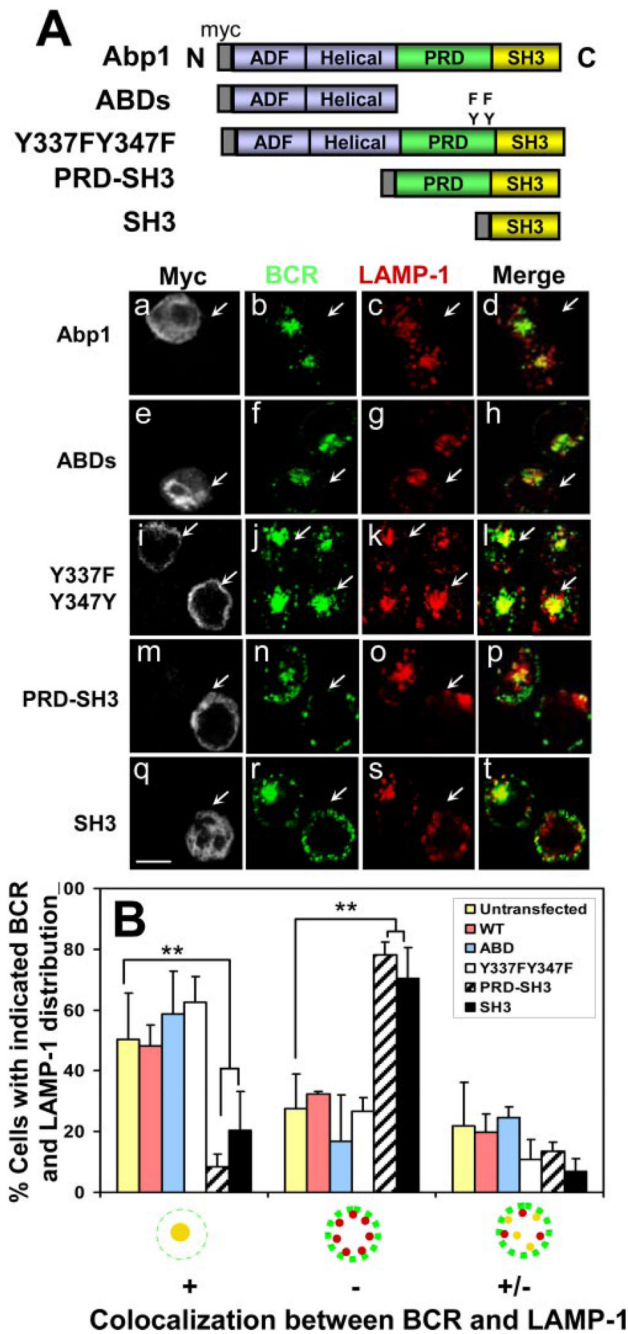 A
myc
Abp1 N ADF Helical PRD SH3 C
ABDs ADF Helical
F F
Y Y
Y337FY347F ADF Helical PRD SH3
PRD-SH3 PRD SH3
SH3 SH3
Myc BCR LAMP-1 Merge
Abp1 a b c d
ABDs e f g h
Y337F
Y347Y
i j k l
PRD-SH3 m n o p
SH3 q r s t
B
% Cells with indicated BCR
and LAMP-1 distribution
00
80
60
40
20
0
** **
Untransfected
WT
ABD
Y337FY347F
PRD-SH3
SH3
+ - +/-
Colocalization between BCR and LAMP-1